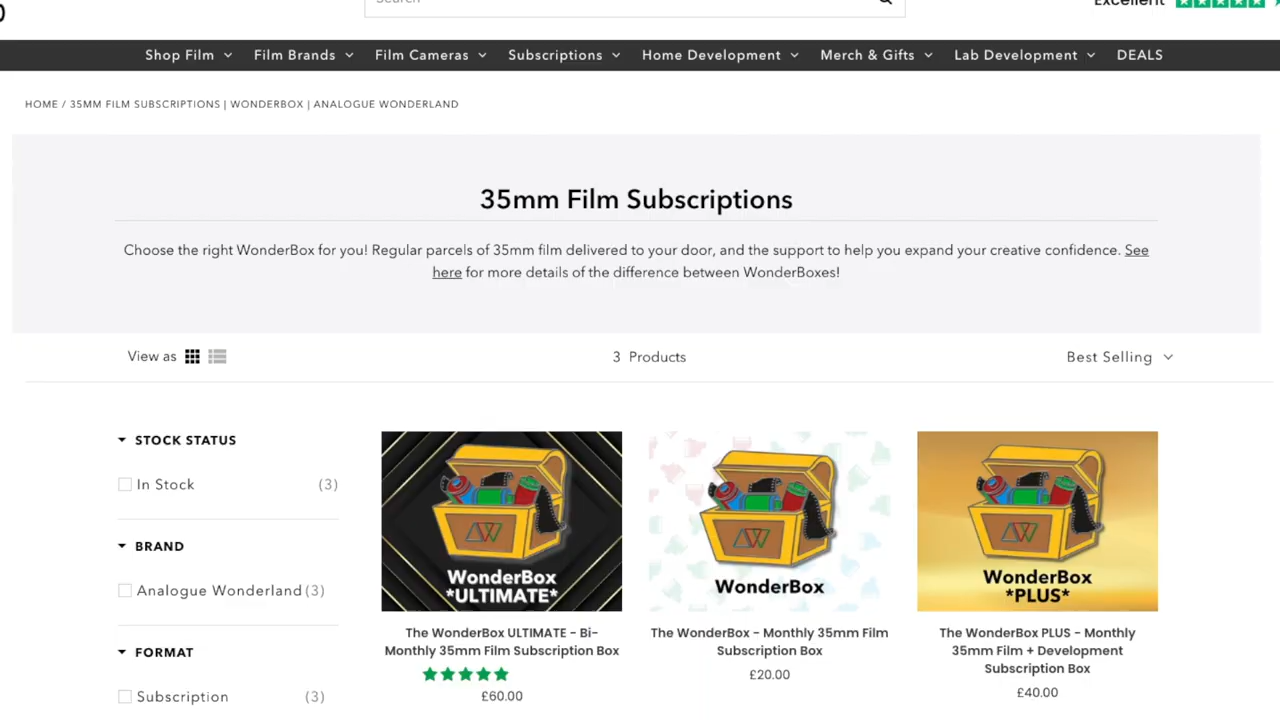 Search
Excellent
Shop Film
Film Brands
Film Cameras
Subscriptions
Home Development
Merch & Gifts
Lab Development
DEALS
HOME / 35MM FILM SUBSCRIPTIONS | WONDERBOX | ANALOGUE WONDERLAND
35mm Film Subscriptions
Choose the right WonderBox for you! Regular parcels of 35mm film delivered to your door, and the support to help you expand your creative confidence. See
here for more details of the difference between WonderBoxes!
View as
3 Products
Best Selling
STOCK STATUS
In Stock (3)
BRAND
Analogue Wonderland (3)
FORMAT
Subscription (3)
AW
WonderBox
*ULTIMATE*
The WonderBox ULTIMATE - Bi-
Monthly 35mm Film Subscription Box
£60.00
AW
WonderBox
The WonderBox - Monthly 35mm Film
Subscription Box
£20.00
AW
WonderBox
*PLUS*
The WonderBox PLUS - Monthly
35mm Film + Development
Subscription Box
£40.00